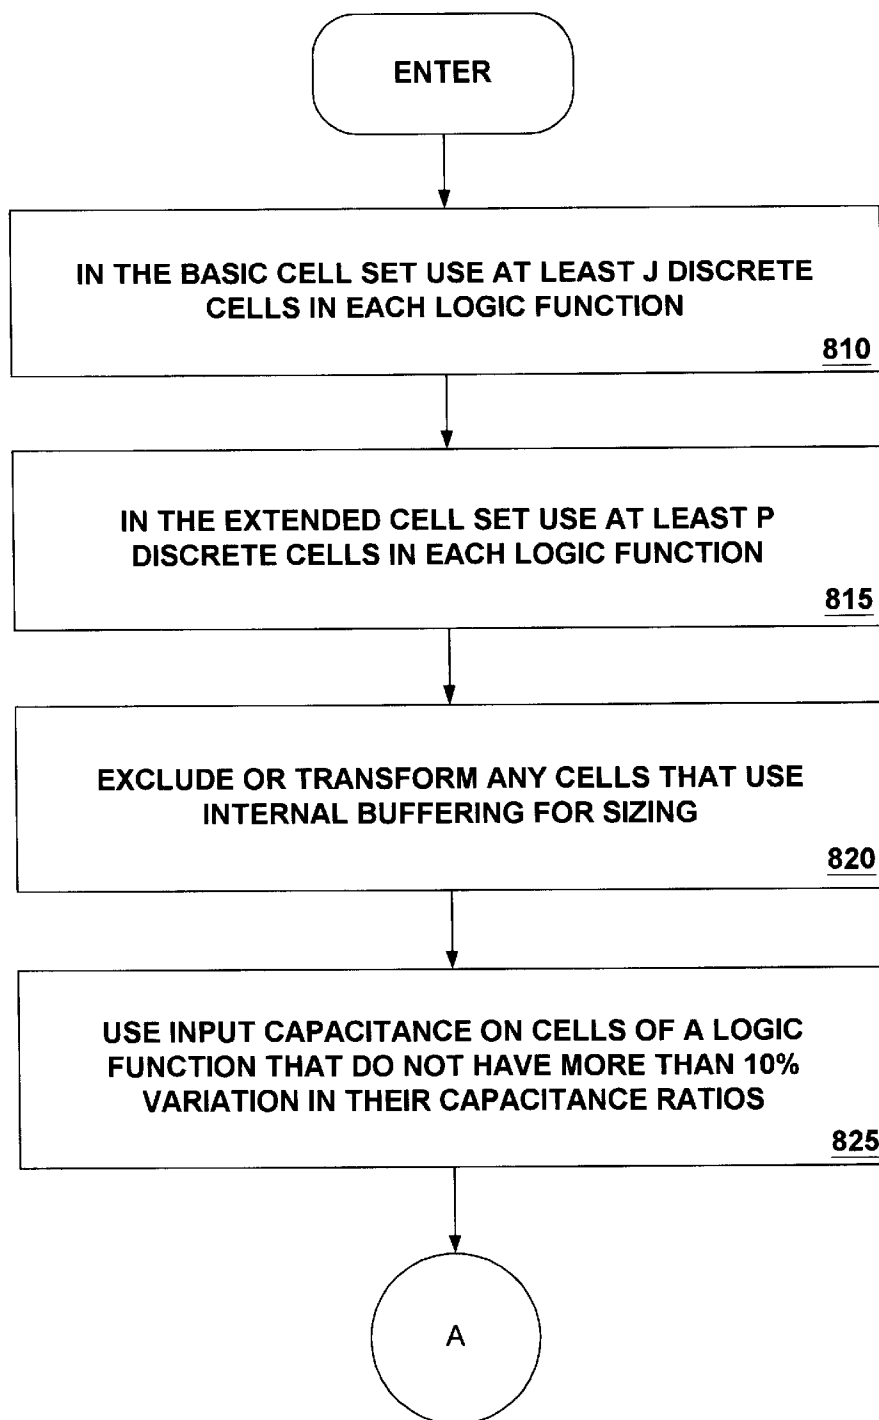 ENTER
IN THE BASIC CELL SET USE AT LEAST J DISCRETE
CELLS IN EACH LOGIC FUNCTION
810
IN THE EXTENDED CELL SET USE AT LEAST P
DISCRETE CELLS IN EACH LOGIC FUNCTION
815
EXCLUDE OR TRANSFORM ANY CELLS THAT USE
INTERNAL BUFFERING FOR SIZING
820
USE INPUT CAPACITANCE ON CELLS OF A LOGIC
FUNCTION THAT DO NOT HAVE MORE THAN 10%
VARIATION IN THEIR CAPACITANCE RATIOS
825
A